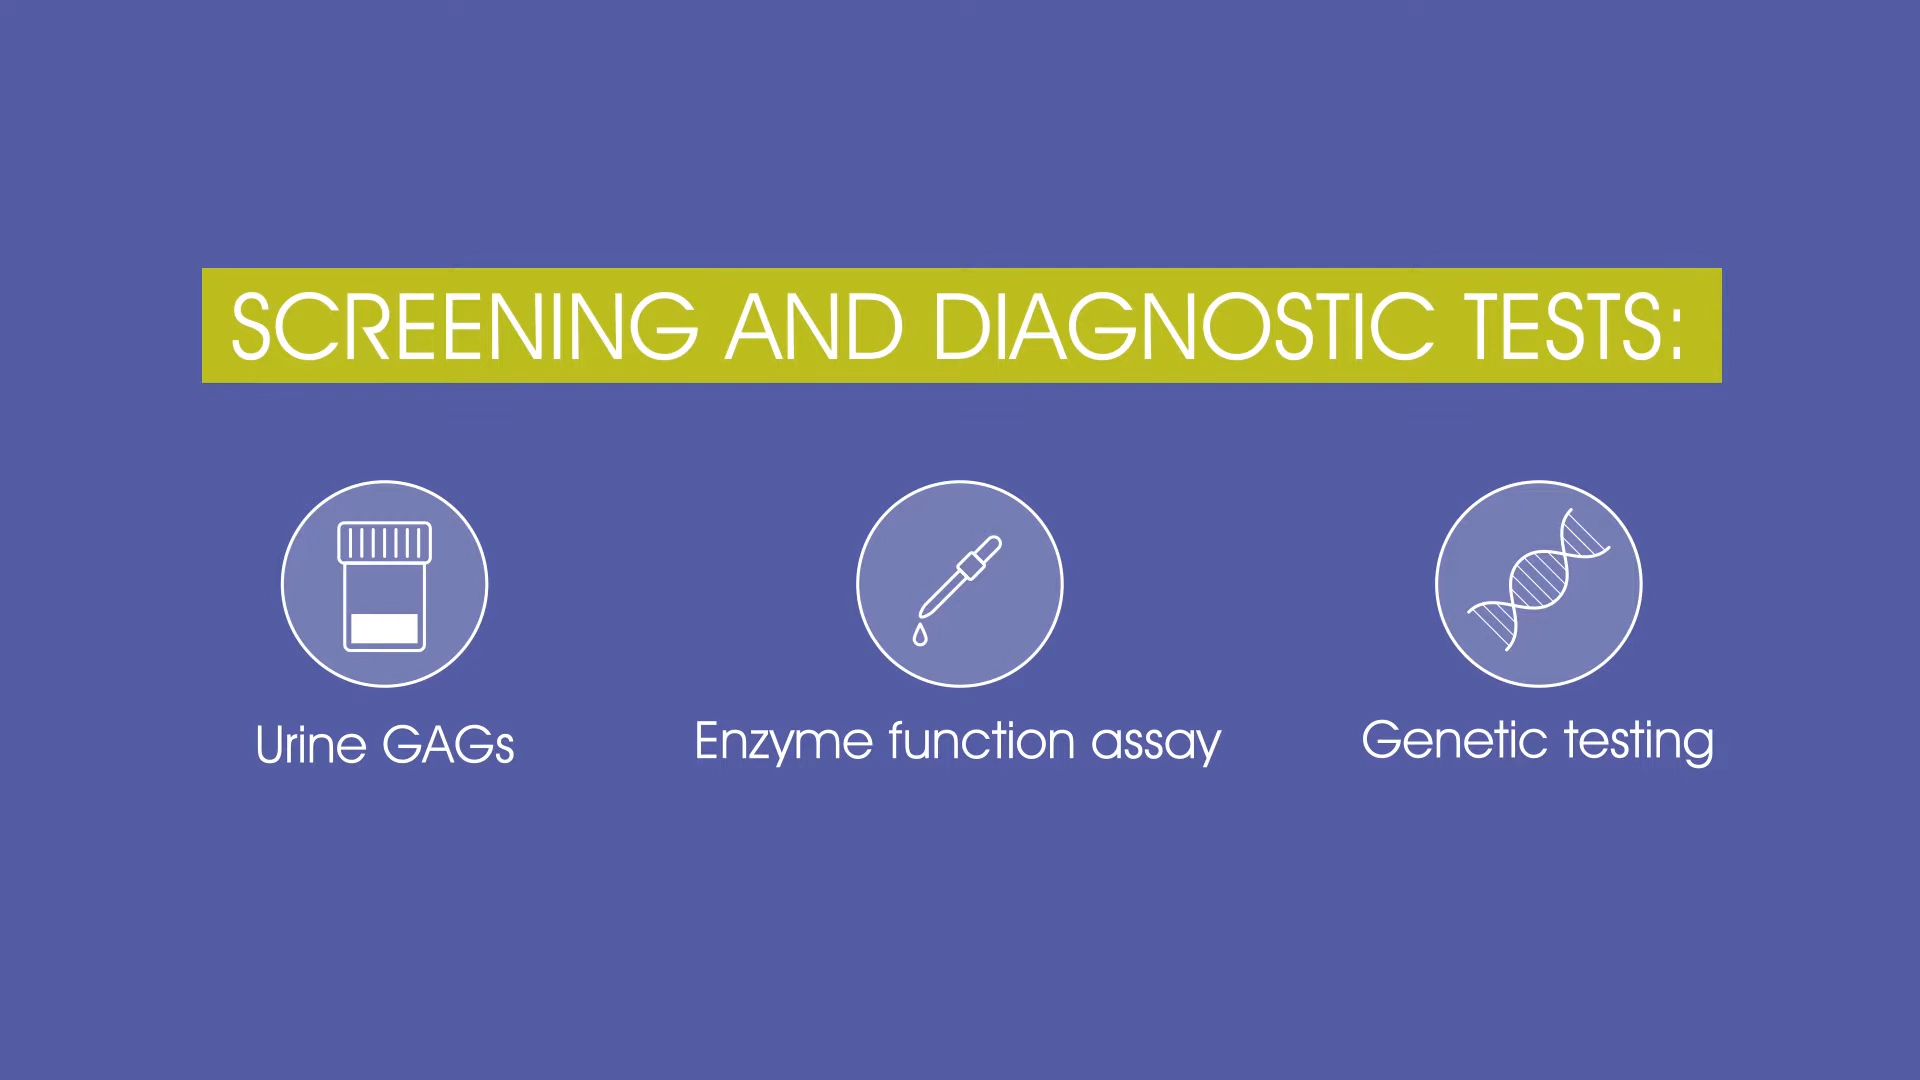 SCREENING AND DIAGNOSTIC TESTS:
Urine GAGs
Enzyme function assay
Genetic testing